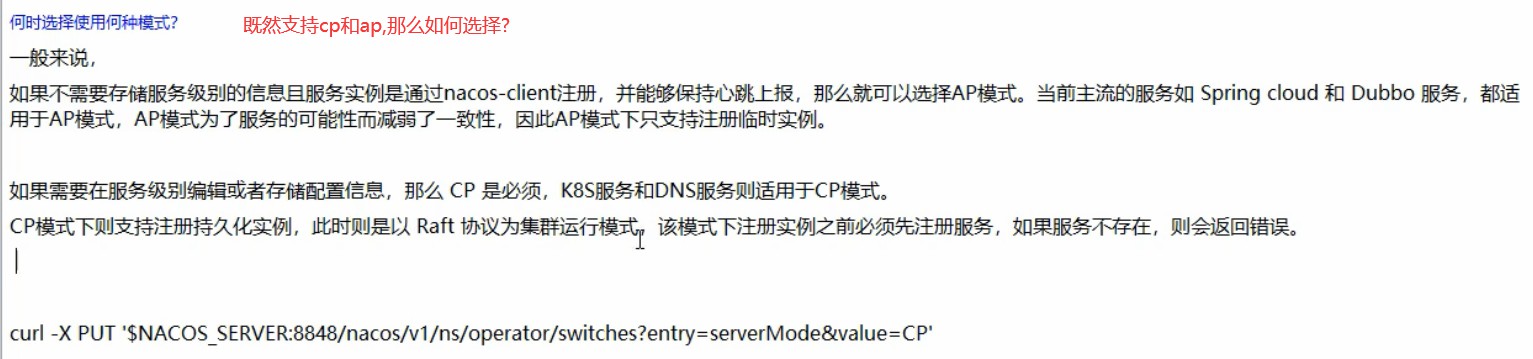 何时选择使用何种模式?
既然支持cp和ap,那么如何选择?
一般来说，
如果不需要存储服务级别的信息且服务实例是通过nacos-client注册，并能够保持心跳上报，那么就可以选择AP模式。当前主流的服务如 Spring cloud 和 Dubbo 服务，都适
用于AP模式，AP模式为了服务的可能性而减弱了一致性，因此AP模式下只支持注册临时实例。
如果需要在服务级别编辑或者存储配置信息，那么 CP 是必须，K8S服务和DNS服务则适用于CP模式。
CP模式下则支持注册持久化实例，此时则是以 Raft 协议为集群运行模式，该模式下注册实例之前必须先注册服务，如果服务不存在，则会返回错误。
curl -X PUT '$NACOS_SERVER:8848/nacos/v1/ns/operator/switches?entry=serverMode&value=CP'